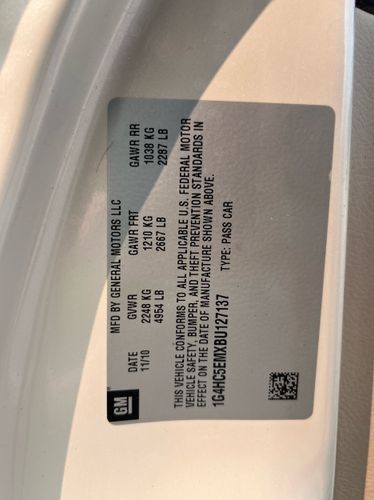 GM
MFD BY GENERAL MOTORS LLC
DATE GVWR GAWR FRT GAWR RR
11/10 2248 KG 1210 KG 1038 KG
4954 LB 2667 LB 2287 LB
THIS VEHICLE CONFORMS TO ALL APPLICABLE U.S. FEDERAL MOTOR
VEHICLE SAFETY, BUMPER, AND THEFT PREVENTION STANDARDS IN
EFFECT ON THE DATE OF MANUFACTURE SHOWN ABOVE.
1G4HC5EMXBU127137 TYPE: PASS CAR